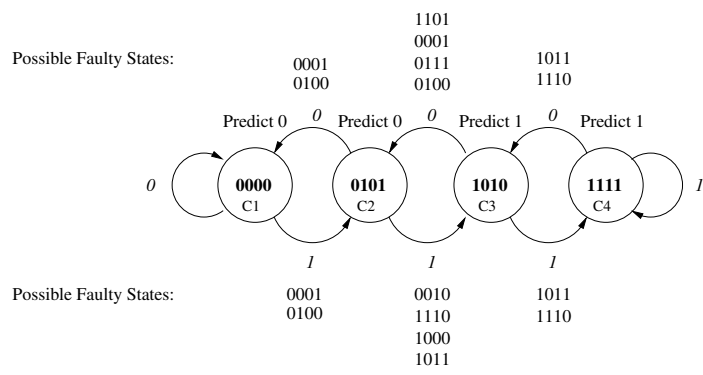 1101
0001
Possible Faulty States:
0001
0111
1011
0100
0100
1110
Predict 0
0
Predict 0
0
Predict 1
0
Predict 1
0
0000
C1
0101
C2
1010
C3
1111
C4
1
1
1
1
Possible Faulty States:
0001
0010
1011
0100
1110
1110
1000
1011